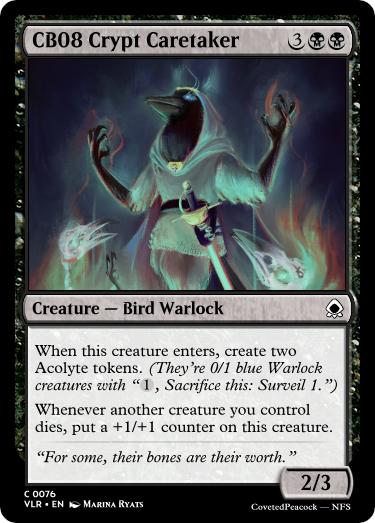 CB08 Crypt Caretaker 3
Creature — Bird Warlock
When this creature enters, create two
Acolyte tokens. (They're 0/1 blue Warlock
creatures with "1, Sacrifice this: Surveil 1.")
Whenever another creature you control
dies, put a +1/+1 counter on this creature.
"For some, their bones are their worth."
2/3
C 0076
VLR • EN Marina Ryats
CovetedPeacock — NFS